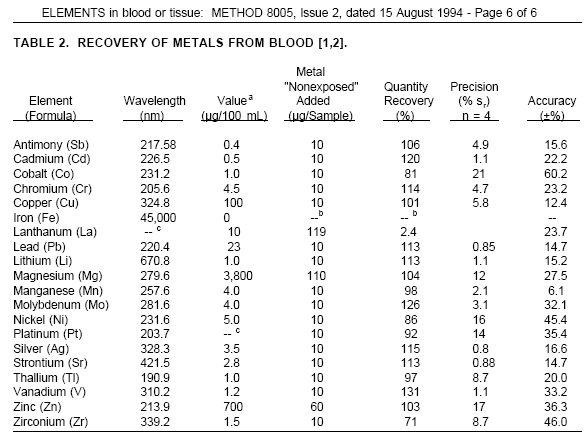 ELEMENTS in blood or tissue: METHOD 8005, Issue 2, dated 15 August 1994 - Page 6 of 6
TABLE 2. RECOVERY OF METALS FROM BLOOD [1,2].
Metal
"Nonexposed" Quantity Precision
Element Wavelength Value a Added Recovery (% sr) Accuracy
(Formula) (nm) (µg/100 mL) (µg/Sample) (%) n = 4 (±%)
Antimony (Sb) 217.58 0.4 10 106 4.9 15.6
Cadmium (Cd) 226.5 0.5 10 120 1.1 22.2
Cobalt (Co) 231.2 1.0 10 81 21 60.2
Chromium (Cr) 205.6 4.5 10 114 4.7 23.2
Copper (Cu) 324.8 100 10 101 5.8 12.4
Iron (Fe) 45,000 0 -- b -- b --
Lanthanum (La) -- c 10 119 2.4 23.7
Lead (Pb) 220.4 23 10 113 0.85 14.7
Lithium (Li) 670.8 1.0 10 113 1.1 15.2
Magnesium (Mg) 279.6 3,800 110 104 12 27.5
Manganese (Mn) 257.6 4.0 10 98 2.1 6.1
Molybdenum (Mo) 281.6 4.0 10 126 3.1 32.1
Nickel (Ni) 231.6 5.0 10 86 16 45.4
Platinum (Pt) 203.7 -- c 10 92 14 35.4
Silver (Ag) 328.3 3.5 10 115 0.8 16.6
Strontium (Sr) 421.5 2.8 10 113 0.88 14.7
Thallium (Tl) 190.9 1.0 10 97 8.7 20.0
Vanadium (V) 310.2 1.2 10 131 1.1 33.2
Zinc (Zn) 213.9 700 60 103 17 36.3
Zirconium (Zr) 339.2 1.5 10 71 8.7 46.0